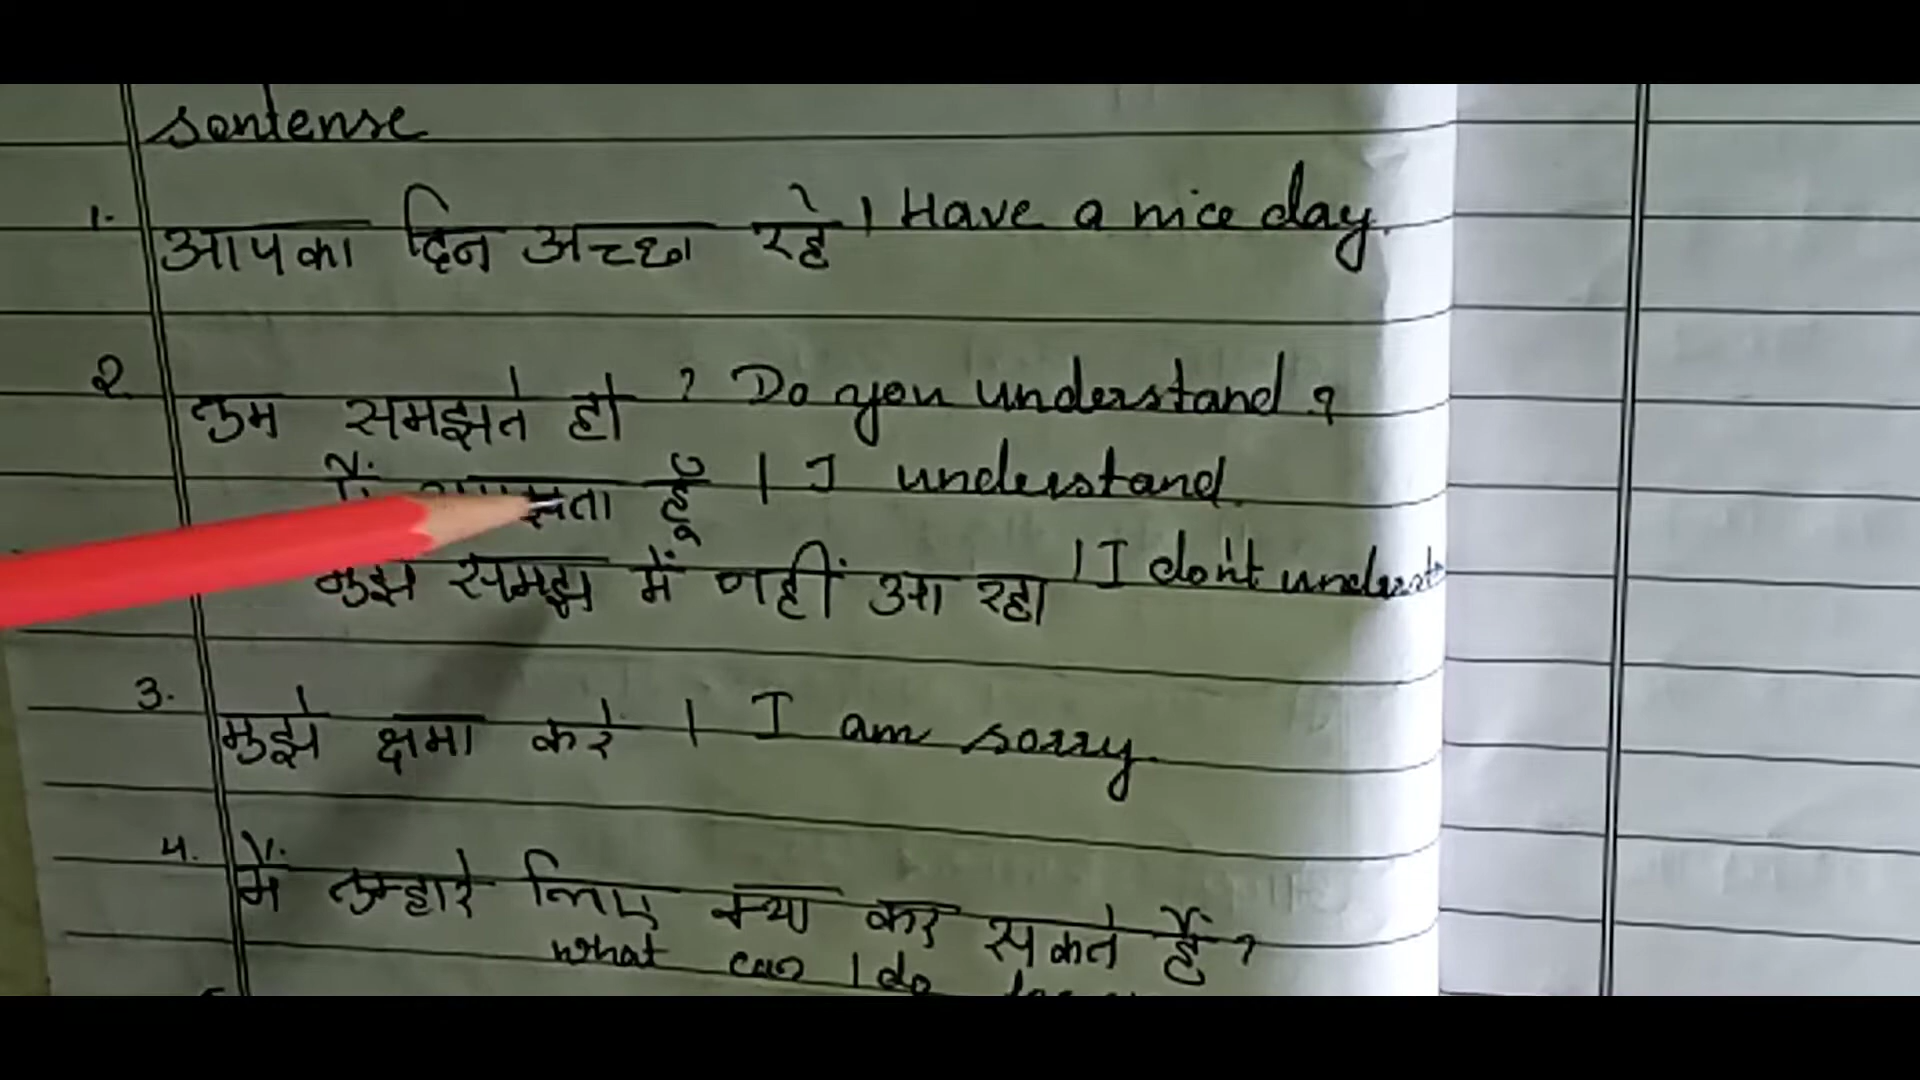 sentense
1. आपका दिन अच्छा रहे । Have a nice day.
2. तुम समझते हो ? Do you understand ?
हूँ । I understand.
मुझे समझ में नहीं आ रहा । I don't
3. मुझे क्षमा करे । I am sorry.
4. मैं तुम्हारे लिए क्या कर सकते हैं ?
what can I do